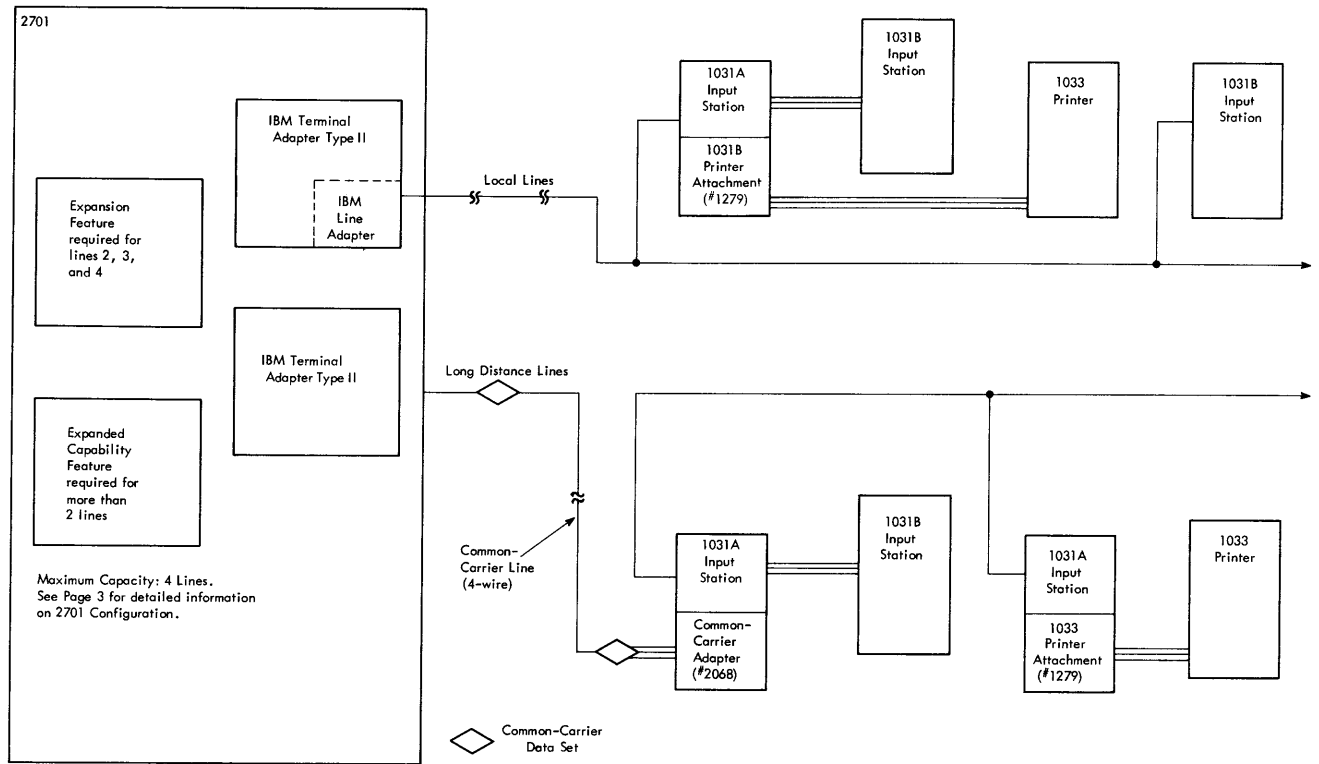 2701
IBM Terminal
Adapter Type II
IBM
Line
Adapter
Expansion
Feature
required for
lines 2, 3,
and 4
IBM Terminal
Adapter Type II
Expanded
Capability
Feature
required for
more than
2 lines
Maximum Capacity: 4 Lines.
See Page 3 for detailed information
on 2701 Configuration.
Local Lines
1031A
Input
Station
1031B
Printer
Attachment
(#1279)
1031B
Input
Station
1033
Printer
1031B
Input
Station
Long Distance Lines
Common-
Carrier Line
(4-wire)
1031A
Input
Station
Common-
Carrier
Adapter
(#2068)
1031B
Input
Station
1031A
Input
Station
1033
Printer
Attachment
(#1279)
1033
Printer
Common-Carrier
Data Set